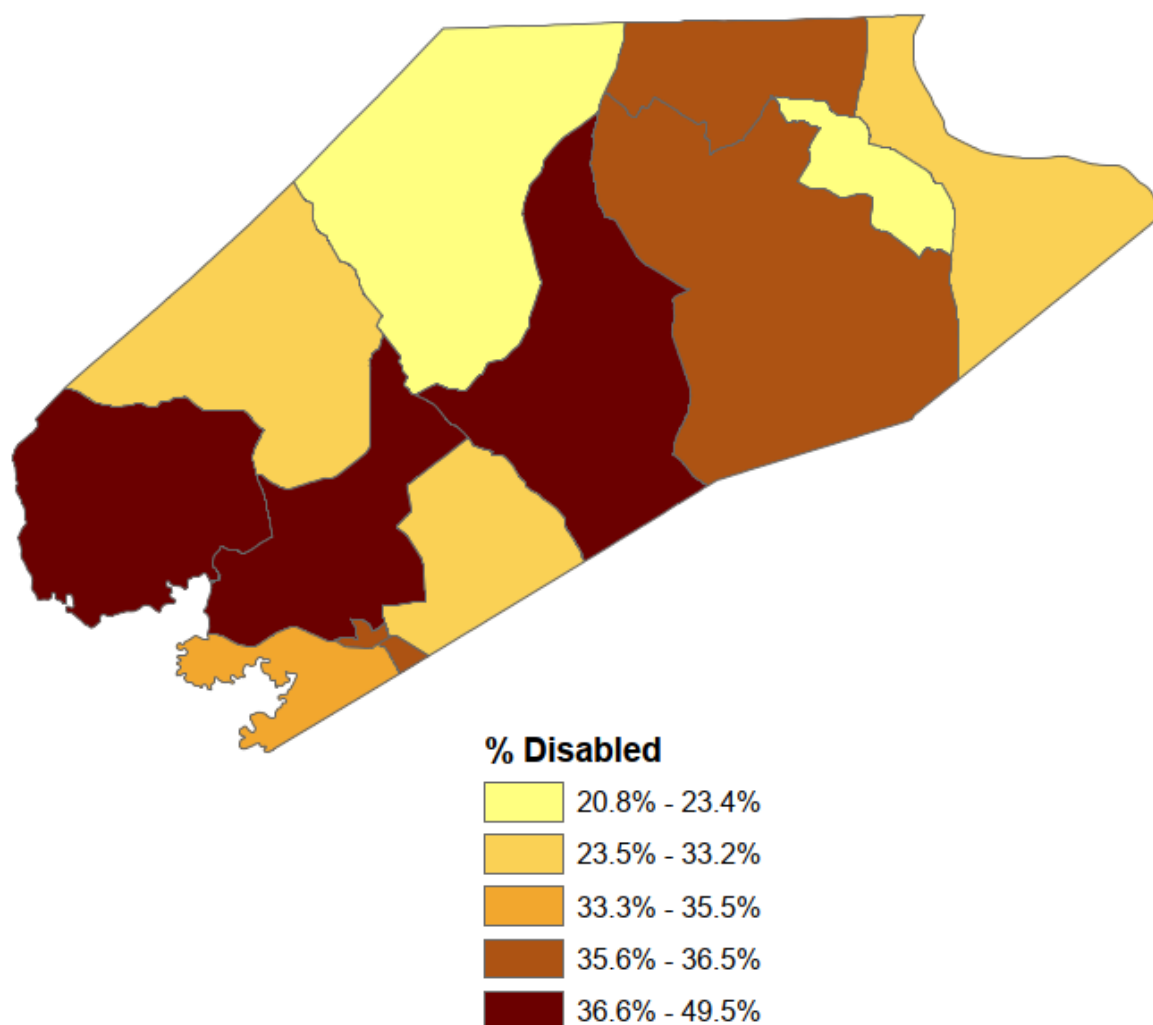 % Disabled
20.8% - 23.4%
23.5% - 33.2%
33.3% - 35.5%
35.6% - 36.5%
36.6% - 49.5%